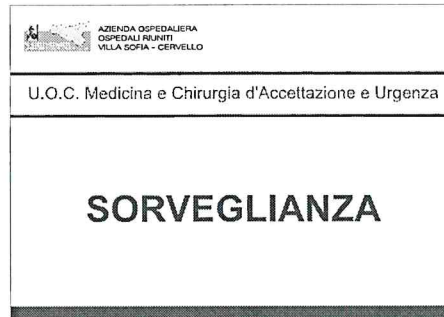 AZIENDA OSPEDALIERA
OSPEDALI RIUNITI
VILLA SOFIA - CERVELLO
U.O.C. Medicina e Chirurgia d'Accettazione e Urgenza
SORVEGLIANZA